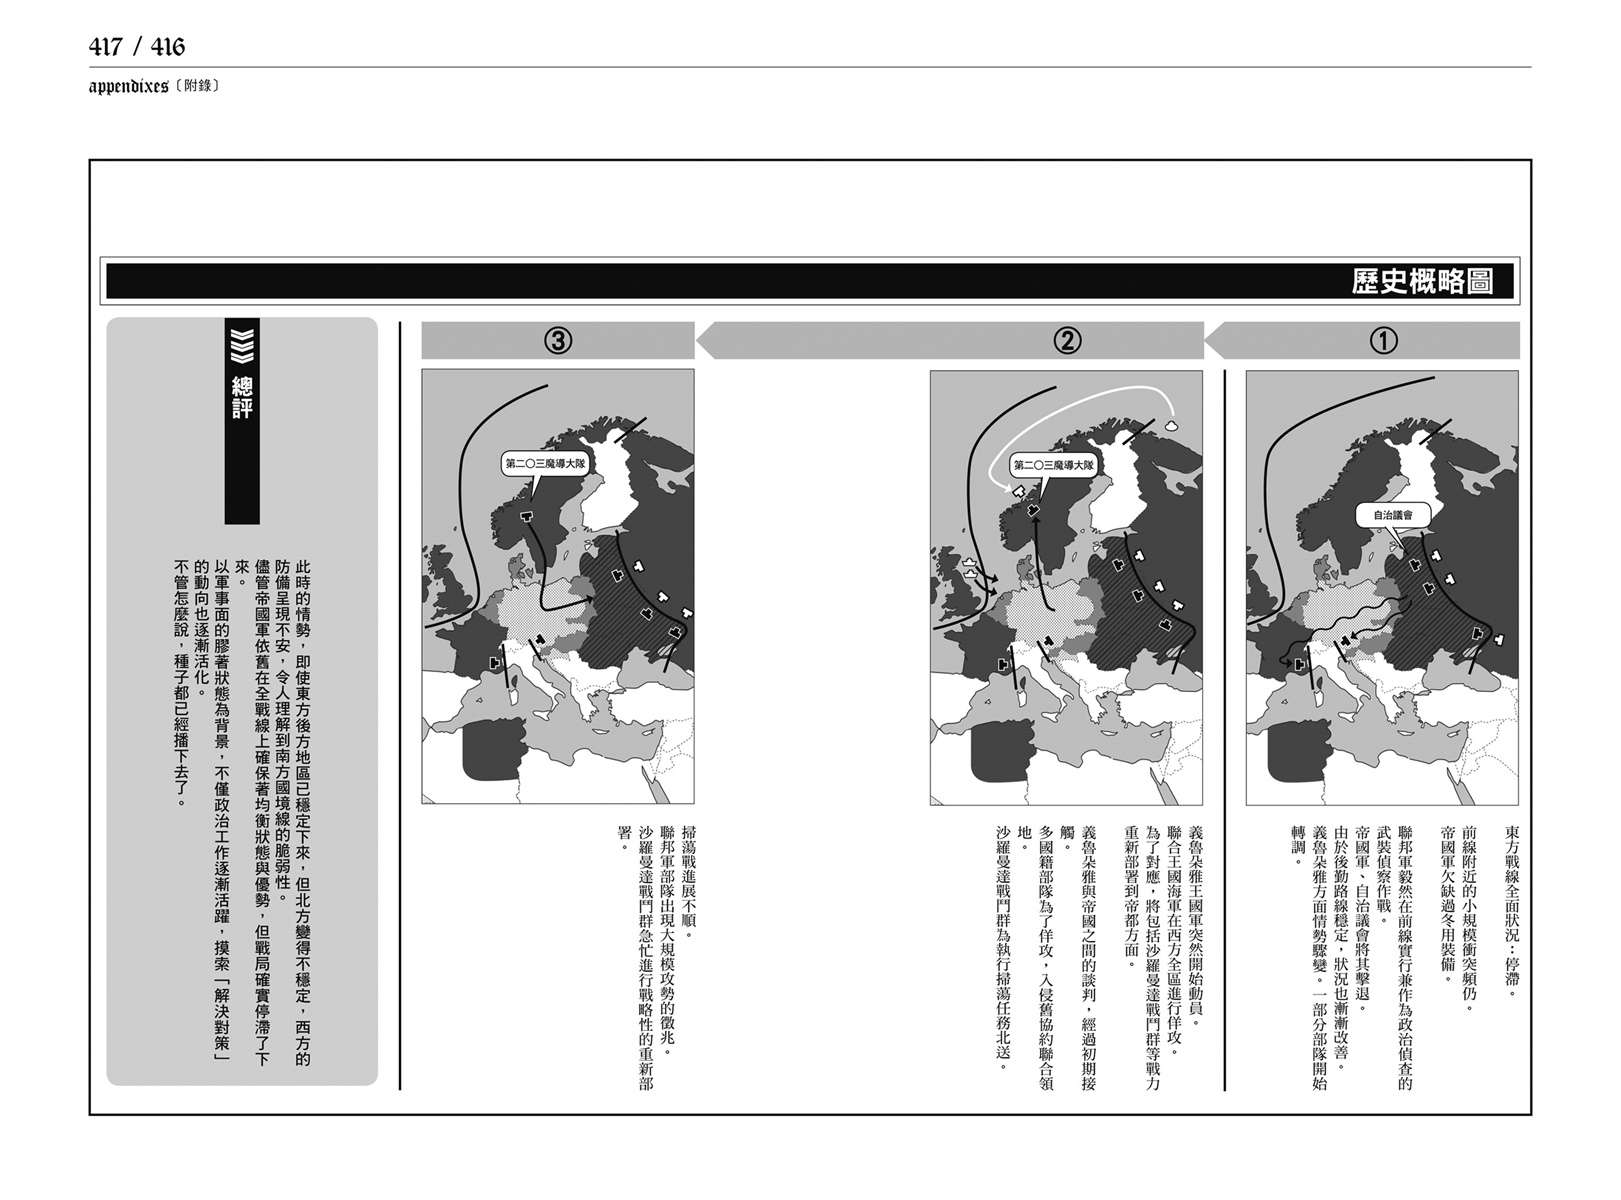 417 / 416
appendixes〔附錄〕
歷史概略圖
①
自治議會
東方戰線全面狀況：停滯。
前線附近的小規模衝突頻仍。
帝國軍欠缺過冬用裝備。
聯邦軍毅然在前線實行兼作為政治偵查的
武裝偵察作戰。
帝國軍、自治議會將其擊退。
由於後勤路線穩定，狀況也漸漸改善。
義魯朵雅方面情勢驟變。一部分部隊開始
轉調。
②
第二〇三魔導大隊
義魯朵雅王國軍突然開始動員。
聯合王國海軍在西方全區進行佯攻。
為了對應，將包括沙羅曼達戰鬥群等戰力
重新部署到帝都方面。
義魯朵雅與帝國之間的談判，經過初期接
觸。
多國籍部隊為了佯攻，入侵舊協約聯合領
地。
沙羅曼達戰鬥群為執行掃蕩任務北送。
③
第二〇三魔導大隊
掃蕩戰進展不順。
聯邦軍部隊出現大規模攻勢的徵兆。
沙羅曼達戰鬥群急忙進行戰略性的重新部
署。
總評
此時的情勢，即使東方後方地區已穩定下來，但北方變得不穩定，西方的
防備呈現不安，令人理解到南方國境線的脆弱性。
儘管帝國軍依舊在全戰線上確保著均衡狀態與優勢，但戰局確實停滯了下
來。
以軍事面的膠著狀態為背景，不僅政治工作逐漸活躍，摸索「解決對策」
的動向也逐漸活化。
不管怎麼說，種子都已經播下去了。